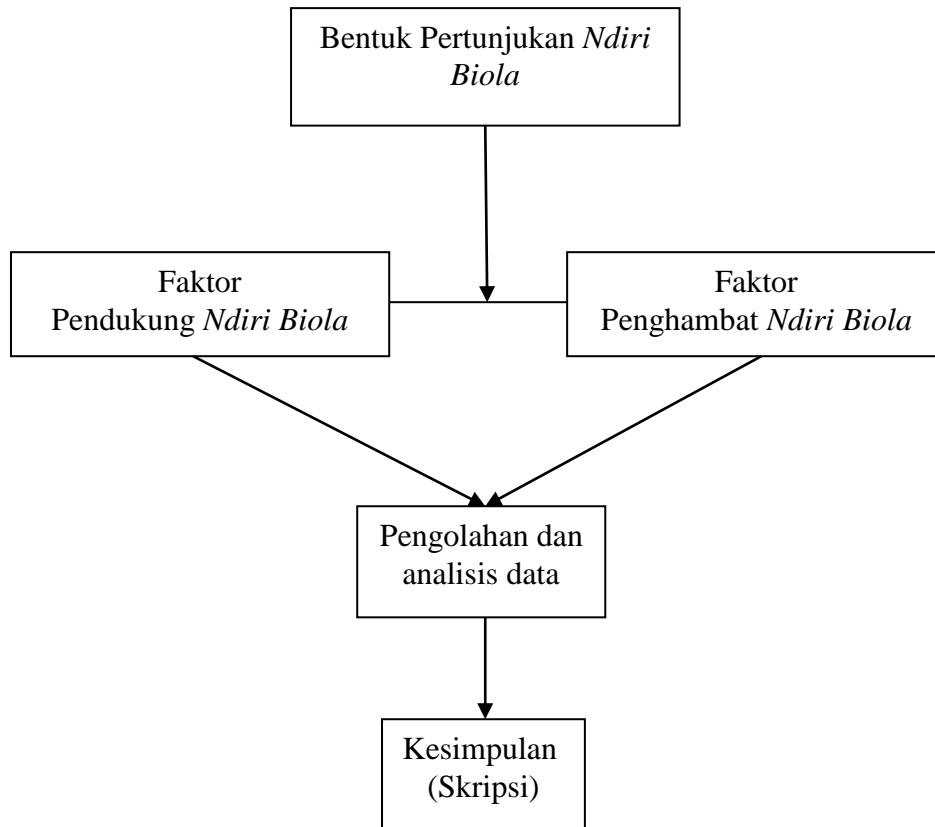 Bentuk Pertunjukan Ndiri
Biola
Faktor
Pendukung Ndiri Biola
Faktor
Penghambat Ndiri Biola
Pengolahan dan
analisis data
Kesimpulan
(Skripsi)